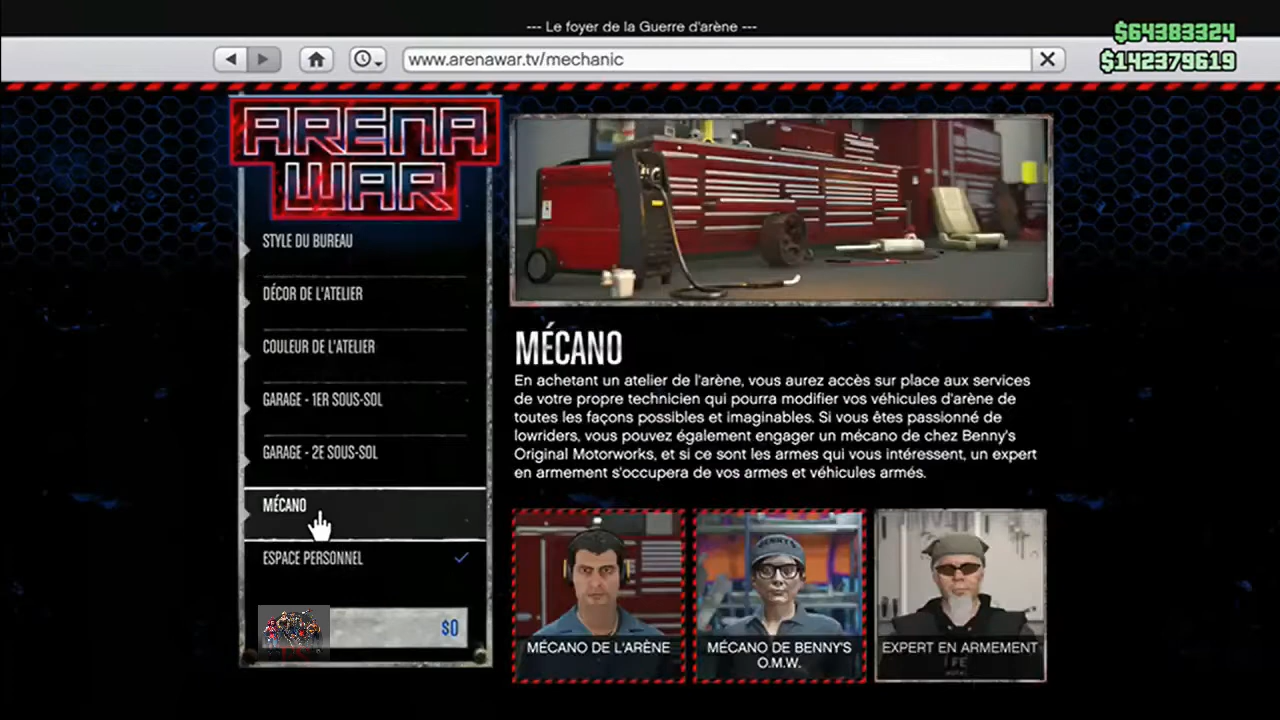 --- Le foyer de la Guerre d'arène ---
$64383324
$142379619
www.arenawar.tv/mechanic
ARENA
WAR
STYLE DU BUREAU
DÉCOR DE L'ATELIER
COULEUR DE L'ATELIER
GARAGE - 1ER SOUS-SOL
GARAGE - 2E SOUS-SOL
MÉCANO
ESPACE PERSONNEL
$0
MÉCANO
En achetant un atelier de l'arène, vous aurez accès sur place aux services
de votre propre technicien qui pourra modifier vos véhicules d'arène de
toutes les façons possibles et imaginables. Si vous êtes passionné de
lowriders, vous pouvez également engager un mécano de chez Benny's
Original Motorworks, et si ce sont les armes qui vous intéressent, un expert
en armement s'occupera de vos armes et véhicules armés.
MÉCANO DE L'ARÈNE
BENNY'S
MÉCANO DE BENNY'S
O.M.W.
EXPERT EN ARMEMENT